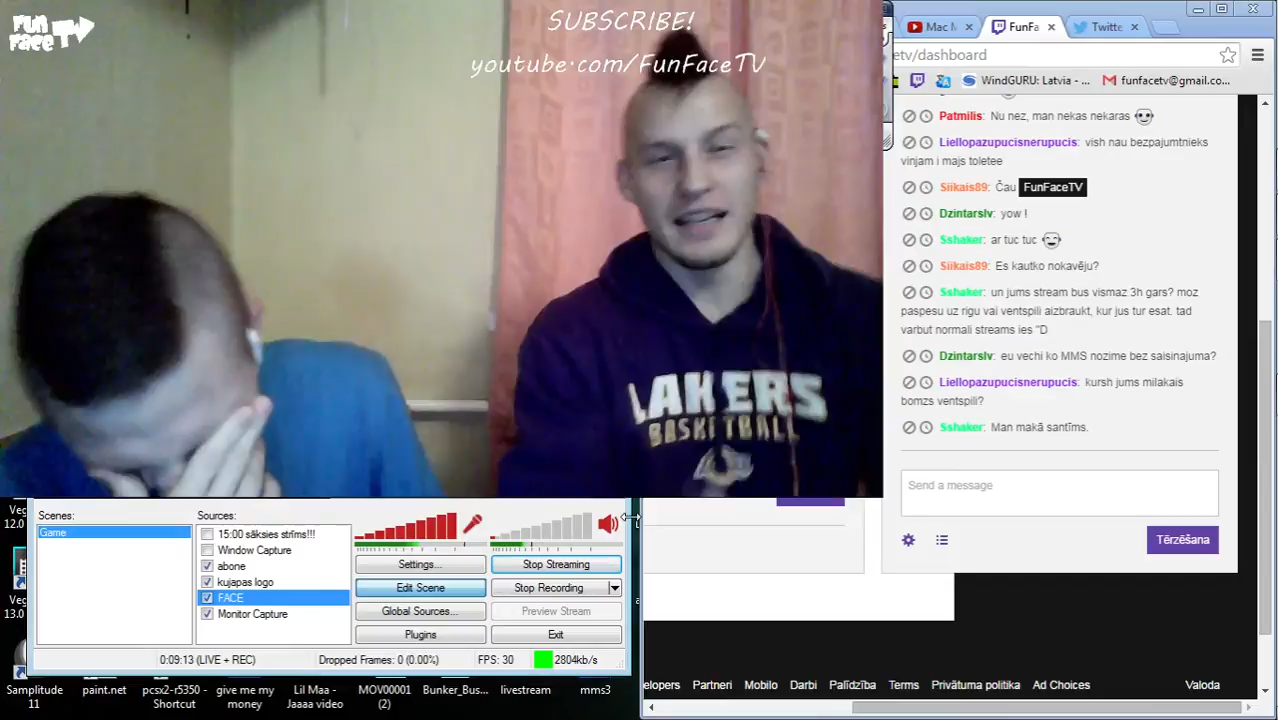 FUN
FACE TV
SUBSCRIBE!
youtube.com/FunFaceTV
LAKERS
BASKETBALL
Mac M
FunFa
Twitte
etv/dashboard
WindGURU: Latvia - ...
funfacetv@gmail.co...
Patmilis: Nu nez, man nekas nekaras
Liellopazupucisnerupucis: vish nau bezpajumtnieks
vinjam i majs toletee
Siikais89: Čau FunFaceTV
Dzintarslv: yow !
Sshaker: ar tuc tuc
Siikais89: Es kautko nokavēju?
Sshaker: un jums stream bus vismaz 3h gars? moz
paspesu uz rigu vai ventspili aizbraukt, kur jus tur esat. tad
varbut normali streams ies "D
Dzintarslv: eu vechi ko MMS nozime bez saisinajuma?
Liellopazupucisnerupucis: kursh jums milakais
bomzs ventspili?
Sshaker: Man makā santīms.
Send a message
Tērzēšana
Scenes:
Game
Sources:
15:00 sāksies strīms!!!
Window Capture
abone
kujapas logo
FACE
Monitor Capture
Settings...
Stop Streaming
Edit Scene
Stop Recording
Global Sources...
Preview Stream
Plugins
Exit
0:09:13 (LIVE + REC)
Dropped Frames: 0 (0.00%)
FPS: 30
2804kb/s
Veg
12.0
Veg
13.0
Samplitude
11
paint.net
pcsx2-r5350 -
Shortcut
give me my
money
Lil Maa -
Jaaaa video
MOV00001
(2)
Bunker_Bus...
livestream
mms3
elopers
Partneri
Mobilo
Darbi
Palīdzība
Terms
Privātuma politika
Ad Choices
Valoda